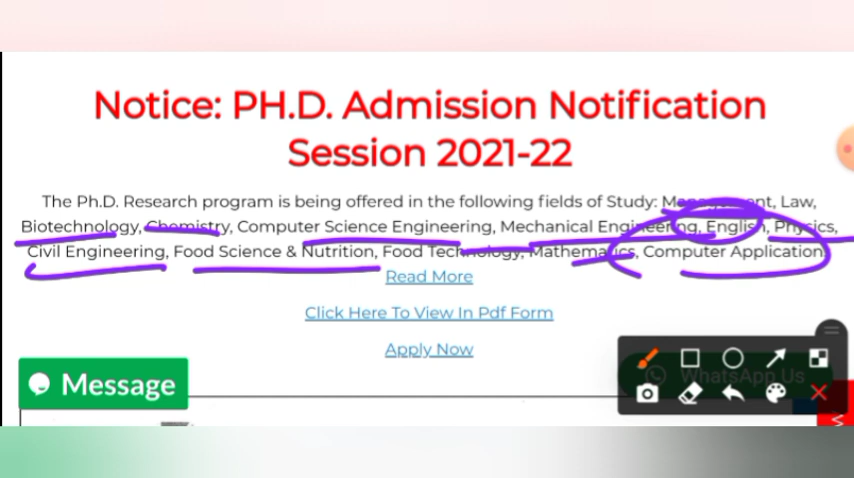 Notice: PH.D. Admission Notification
Session 2021-22
The Ph.D. Research program is being offered in the following fields of Study: Management, Law,
Biotechnology, Chemistry, Computer Science Engineering, Mechanical Engineering, English, Physics,
Civil Engineering, Food Science & Nutrition, Food Technology, Mathematics, Computer Application
Read More
Click Here To View In Pdf Form
Apply Now
Message
WhatsApp Us